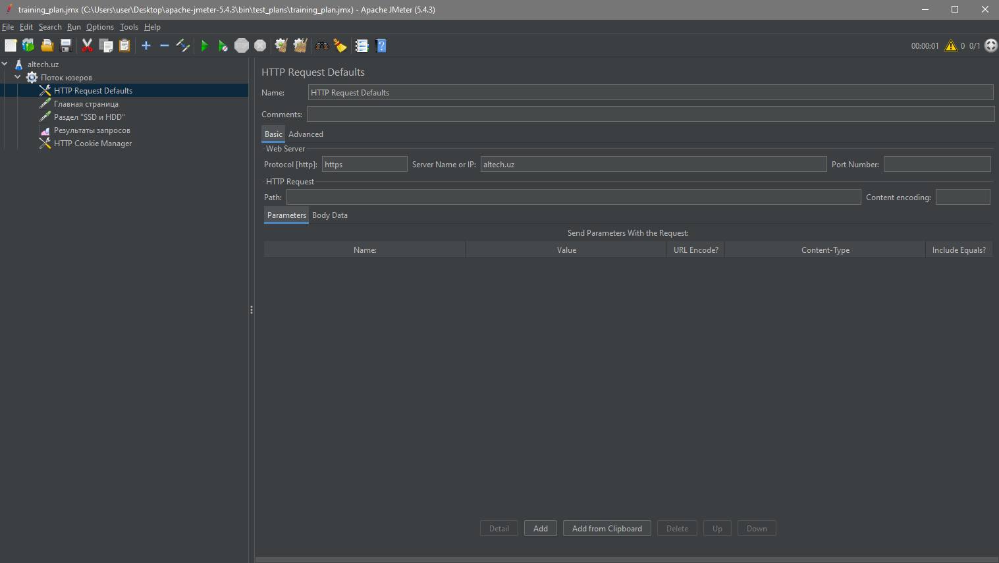 training_plan.jmx (C:\Users\user\Desktop\apache-jmeter-5.4.3\bin\test_plans\training_plan.jmx) - Apache JMeter (5.4.3)
File Edit Search Run Options Tools Help
00:00:01 0 0/1
altech.uz
Поток юзеров
HTTP Request Defaults
Главная страница
Раздел "SSD и HDD"
Результаты запросов
HTTP Cookie Manager
HTTP Request Defaults
Name: HTTP Request Defaults
Comments:
Basic Advanced
Web Server
Protocol [http]: https Server Name or IP: altech.uz Port Number:
HTTP Request
Path: Content encoding:
Parameters Body Data
Send Parameters With the Request:
Name: Value URL Encode? Content-Type Include Equals?
Detail Add Add from Clipboard Delete Up Down